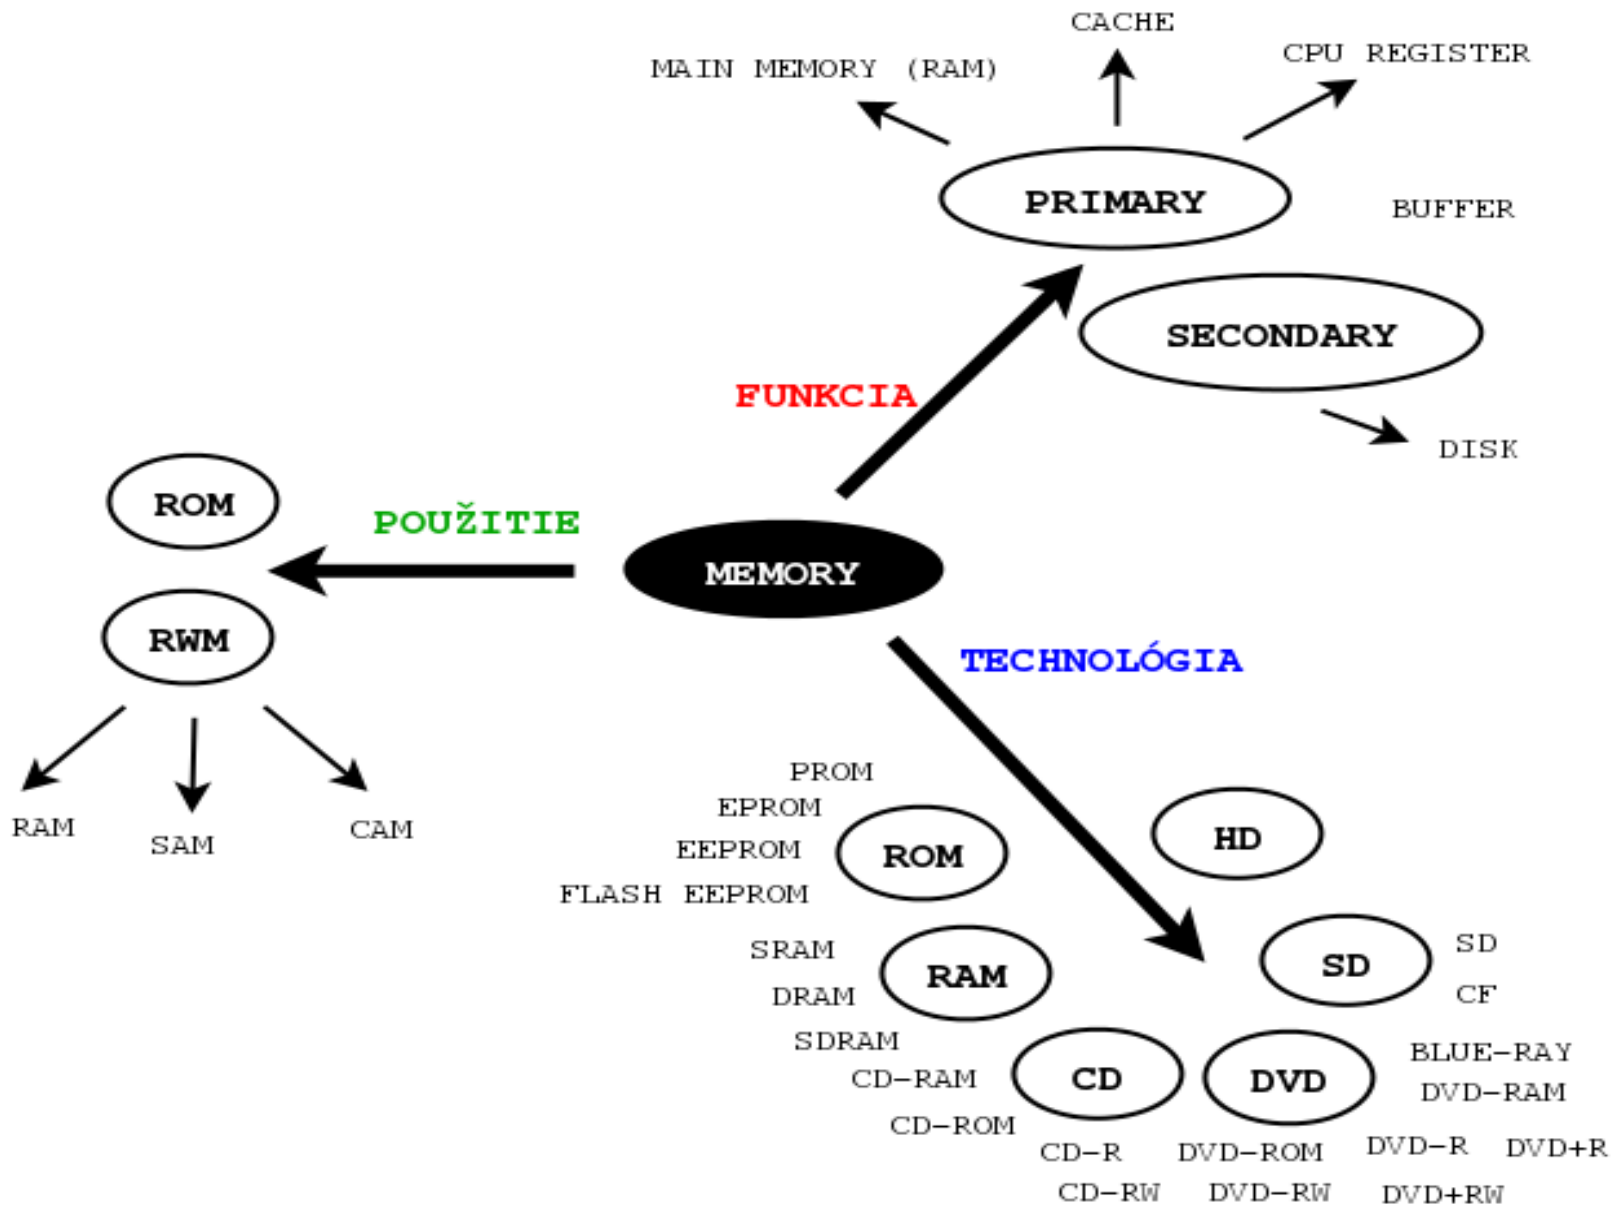 CACHE
CPU REGISTER
MAIN MEMORY (RAM)
PRIMARY
BUFFER
SECONDARY
FUNKCIA
DISK
ROM
POUŽITIE
MEMORY
RWM
TECHNOLÓGIA
RAM
SAM
CAM
PROM
EPROM
EEPROM
FLASH EEPROM
ROM
HD
SRAM
DRAM
SDRAM
RAM
SD
SD
CF
CD-RAM
CD-ROM
CD-R
CD-RW
CD
DVD
BLUE-RAY
DVD-RAM
DVD-ROM
DVD-R
DVD+R
DVD-RW
DVD+RW